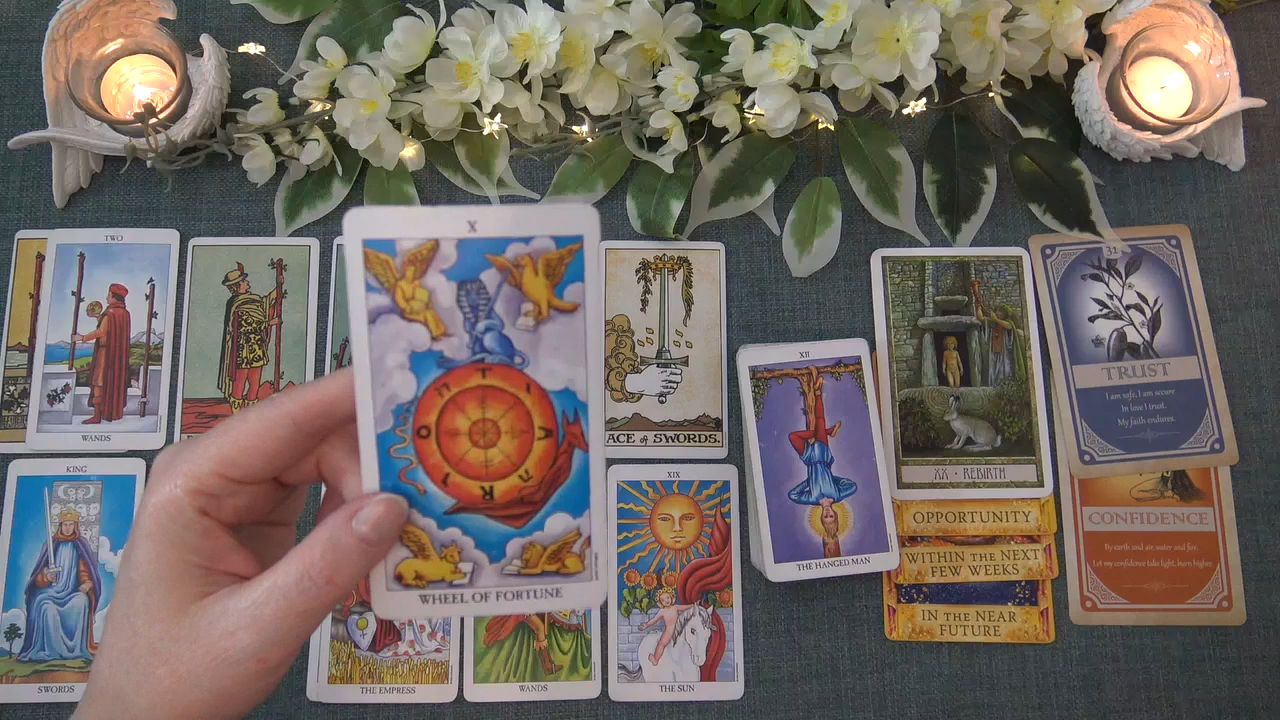 TWO
WANDS
X
T I A R O T
WHEEL OF FORTUNE
ACE of SWORDS.
KING
SWORDS
THE EMPRESS
WANDS
XIX
THE SUN
XII
THE HANGED MAN
XX · REBIRTH
OPPORTUNITY
WITHIN THE NEXT
FEW WEEKS
IN THE NEAR
FUTURE
31
TRUST
I am safe, I am secure
In love I trust.
My faith endures.
CONFIDENCE
By earth and air, water and fire,
Let my confidence take light, burn higher.